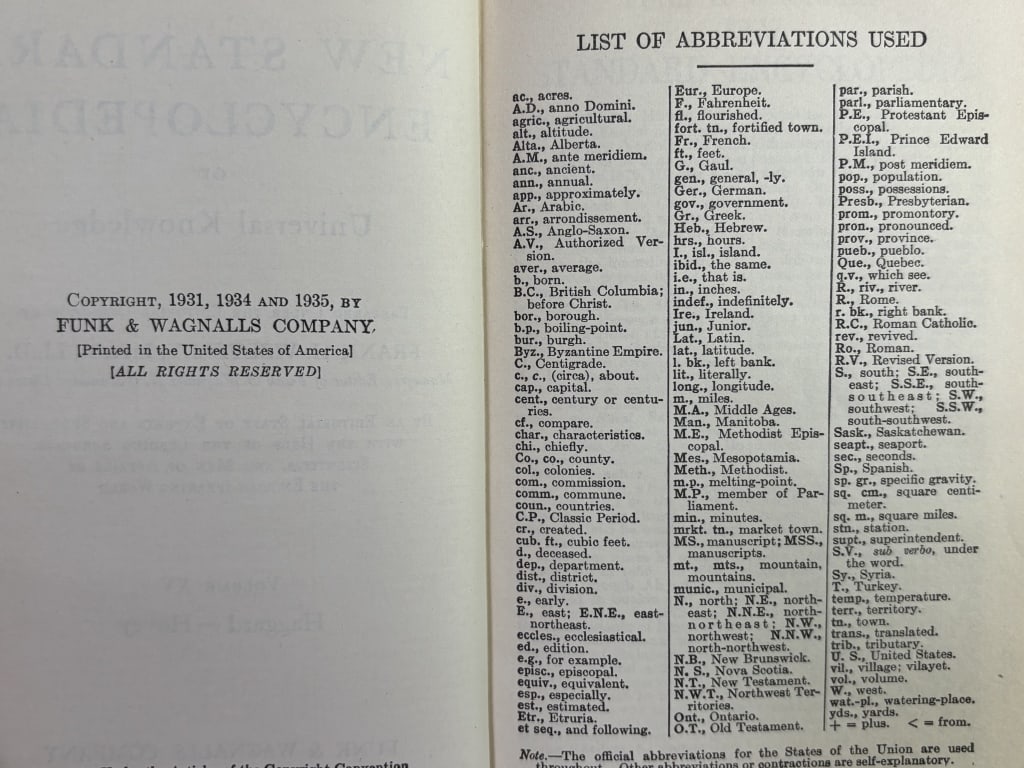 COPYRIGHT, 1931, 1934 AND 1935, BY
FUNK & WAGNALLS COMPANY
[Printed in the United States of America]
[ALL RIGHTS RESERVED]
LIST OF ABBREVIATIONS USED
ac., acres.
A.D., anno Domini.
agric., agricultural.
alt., altitude.
Alta., Alberta.
A.M., ante meridiem.
anc., ancient.
ann., annual.
app., approximately.
Ar., Arabic.
arr., arrondissement.
A.S., Anglo-Saxon.
A.V., Authorized Ver-
sion.
aver., average.
b., born.
B.C., British Columbia;
before Christ.
bor., borough.
b.p., boiling-point.
bur., burgh.
Byz., Byzantine Empire.
C., Centigrade.
c., c., (circa), about.
cap., capital.
cent., century or centu-
ries.
cf., compare.
char., characteristics.
chi., chiefly.
Co., co., county.
col., colonies.
com., commission.
comm., commune.
coun., countries.
C.P., Classic Period.
cr., created.
cub. ft., cubic feet.
d., deceased.
dep., department.
dist., district.
div., division.
e., early.
E., east; E.N.E., east-
northeast.
eccles., ecclesiastical.
ed., edition.
e.g., for example.
episc., episcopal.
equiv., equivalent.
esp., especially.
est., estimated.
Etr., Etruria.
et seq., and following.
Eur., Europe.
F., Fahrenheit.
fl., flourished.
fort. tn., fortified town.
Fr., French.
ft., feet.
G., Gaul.
gen., general, -ly.
Ger., German.
gov., government.
Gr., Greek.
Heb., Hebrew.
hrs., hours.
I., isl., island.
ibid., the same.
i.e., that is.
in., inches.
indef., indefinitely.
Ire., Ireland.
jun., Junior.
Lat., Latin.
lat., latitude.
l. bk., left bank.
lit., literally.
long., longitude.
m., miles.
M.A., Middle Ages.
Man., Manitoba.
M.E., Methodist Epis-
copal.
Mes., Mesopotamia.
Meth., Methodist.
m.p., melting-point.
M.P., member of Par-
liament.
min., minutes.
mrkt. tn., market town.
MS., manuscript; MSS.,
manuscripts.
mt., mts., mountain,
mountains.
munic., municipal.
N., north; N.E., north-
east; N.N.E., north-
northeast; N.W.,
northwest; N.N.W.,
north-northwest.
N.B., New Brunswick.
N. S., Nova Scotia.
N.T., New Testament.
N.W.T., Northwest Ter-
ritories.
Ont., Ontario.
O.T., Old Testament.
par., parish.
parl., parliamentary.
P.E., Protestant Epis-
copal.
P.E.I., Prince Edward
Island.
P.M., post meridiem.
pop., population.
poss., possessions.
Presb., Presbyterian.
prom., promontory.
pron., pronounced.
prov., province.
pueb., pueblo.
Que., Quebec.
q.v., which see.
R., riv., river.
R., Rome.
r. bk., right bank.
R.C., Roman Catholic.
rev., revived.
Ro., Roman.
R.V., Revised Version.
S., south; S.E., south-
east; S.S.E., south-
southeast; S.W.,
southwest; S.S.W.,
south-southwest.
Sask., Saskatchewan.
seapt., seaport.
sec., seconds.
Sp., Spanish.
sp. gr., specific gravity.
sq. cm., square centi-
meter.
sq. m., square miles.
stn., station.
supt., superintendent.
S.V., sub verbo, under
the word.
Sy., Syria.
T., Turkey.
temp., temperature.
terr., territory.
tn., town.
trans., translated.
trib., tributary.
U. S., United States.
vil., village; vilayet.
vol., volume.
W., west.
wat.-pl., watering-place.
yds., yards.
+ = plus. < = from.
Note.—The official abbreviations for the States of the Union are used
throughout. Other abbreviations or contractions are self-explanatory.